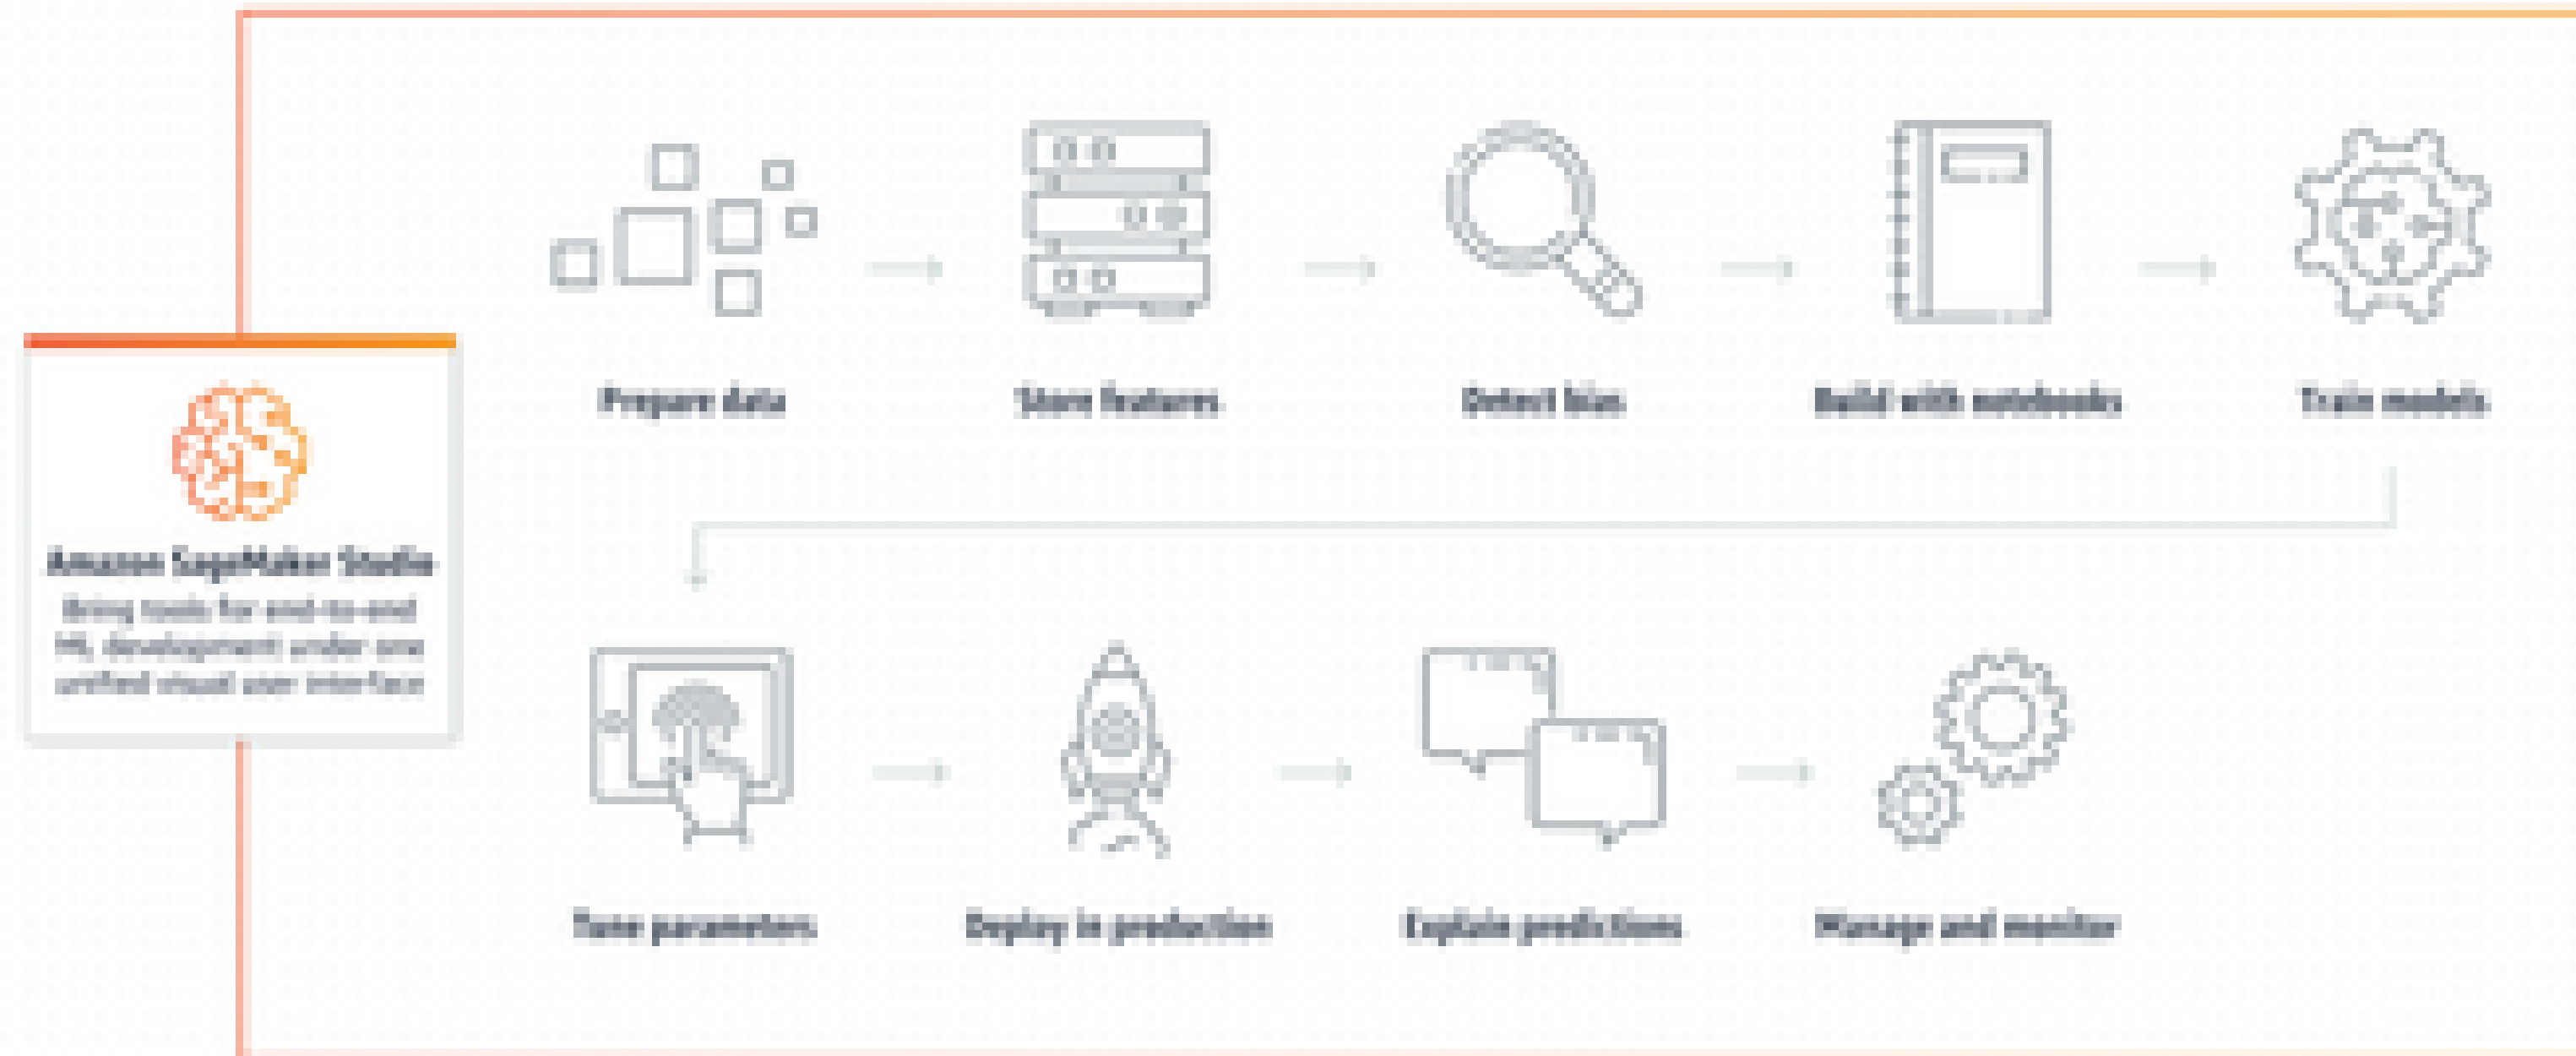 Prepare data
Store features
Detect bias
Build with notebooks
Train models
Amazon SageMaker Studio
Bring tools for end-to-end
ML development under one
unified visual user interface
Tune parameters
Deploy in production
Explain predictions
Manage and monitor